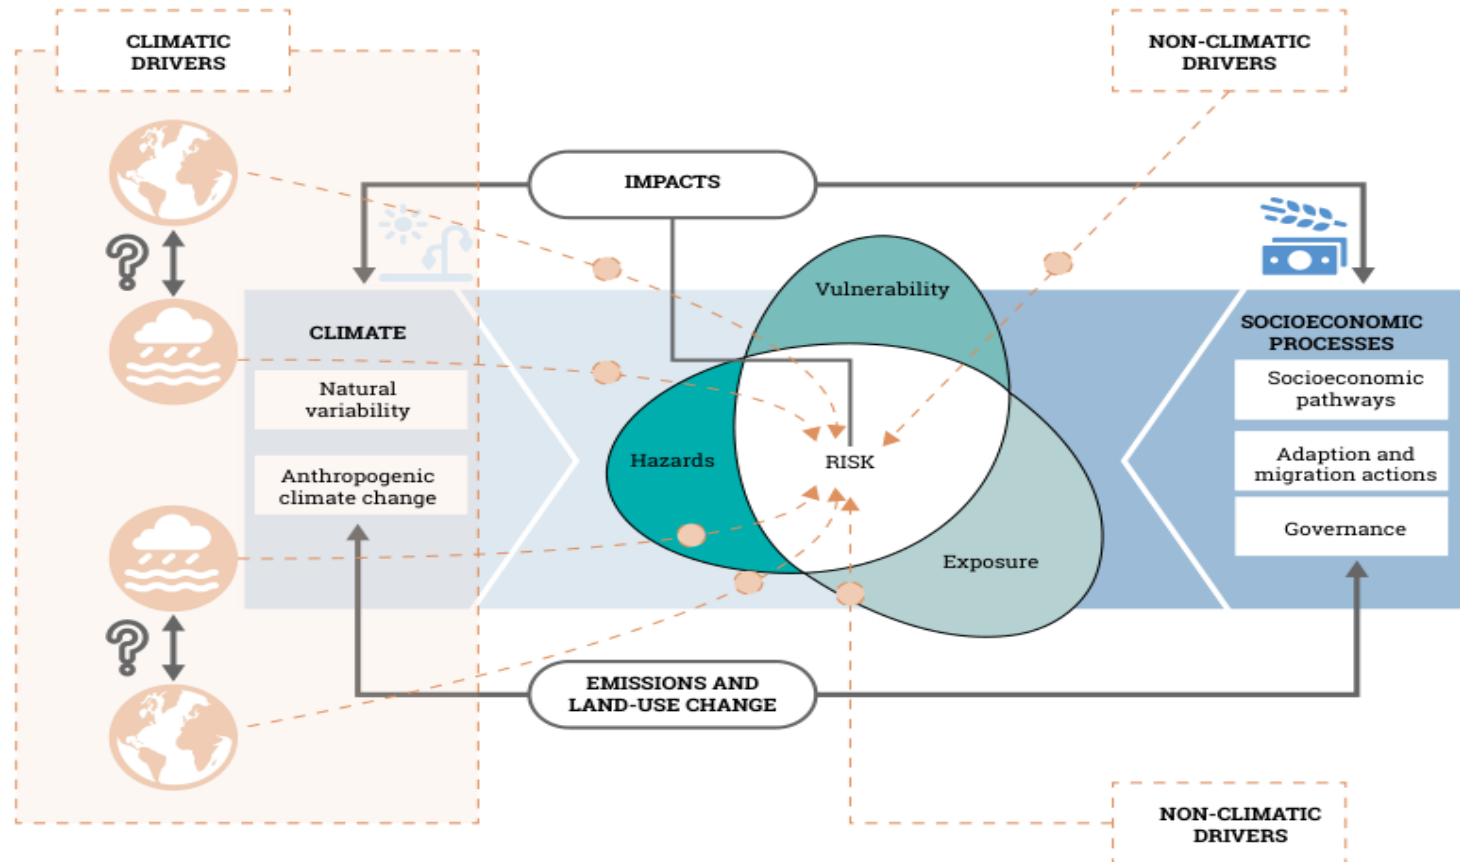 CLIMATIC
DRIVERS
NON-CLIMATIC
DRIVERS
IMPACTS
?
Vulnerability
CLIMATE
Natural
variability
Anthropogenic
climate change
Hazards
RISK
Exposure
SOCIOECONOMIC
PROCESSES
Socioeconomic
pathways
Adaption and
migration actions
Governance
?
EMISSIONS AND
LAND-USE CHANGE
NON-CLIMATIC
DRIVERS